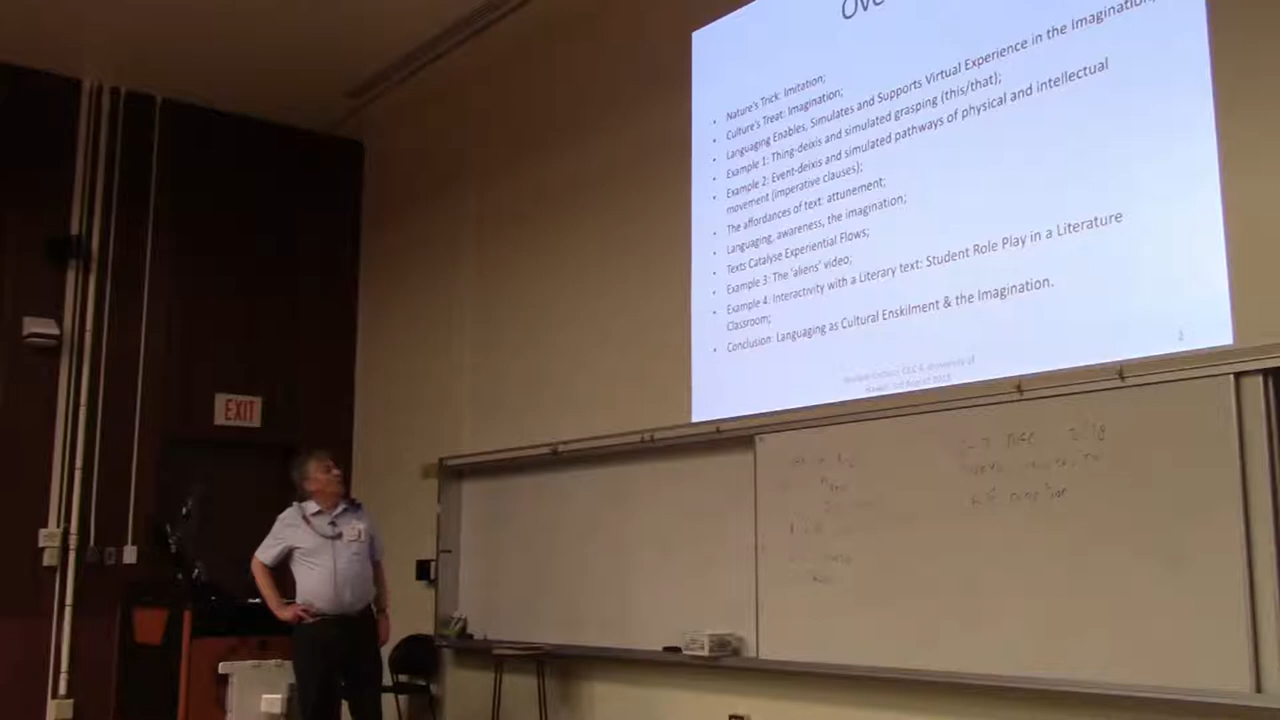 Ove
Nature's Trick: Imitation;
Culture's Treat: Imagination;
Languaging Enables, Simulates and Supports Virtual Experience in the Imagination;
Example 1: Thing-deixis and simulated grasping (this/that);
Example 2: Event-deixis and simulated pathways of physical and intellectual
movement (imperative clauses);
The affordances of text: attunement;
Languaging, awareness, the imagination;
Texts Catalyse Experiential Flows;
Example 3: The 'aliens' video;
Example 4: Interactivity with a Literary text: Student Role Play in a Literature
Classroom;
Conclusion: Languaging as Cultural Enskilment & the Imagination.
University of
EXIT